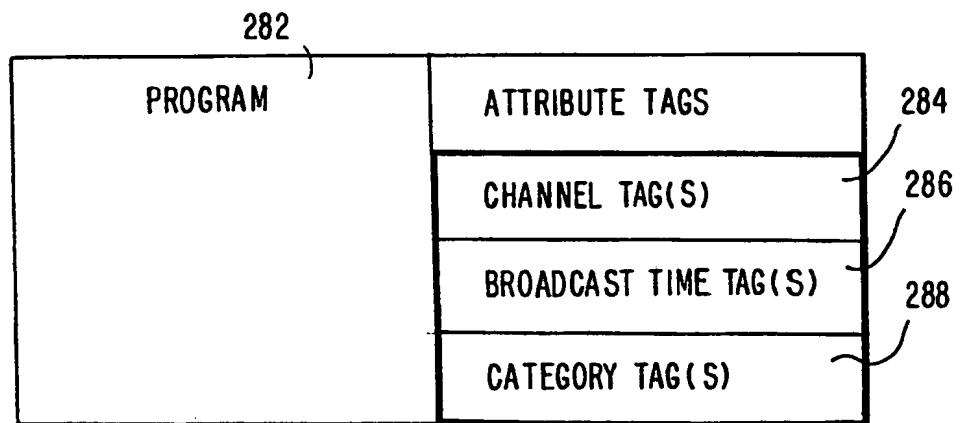 282
PROGRAM
ATTRIBUTE TAGS
284
CHANNEL TAG(S)
286
BROADCAST TIME TAG(S)
288
CATEGORY TAG(S)